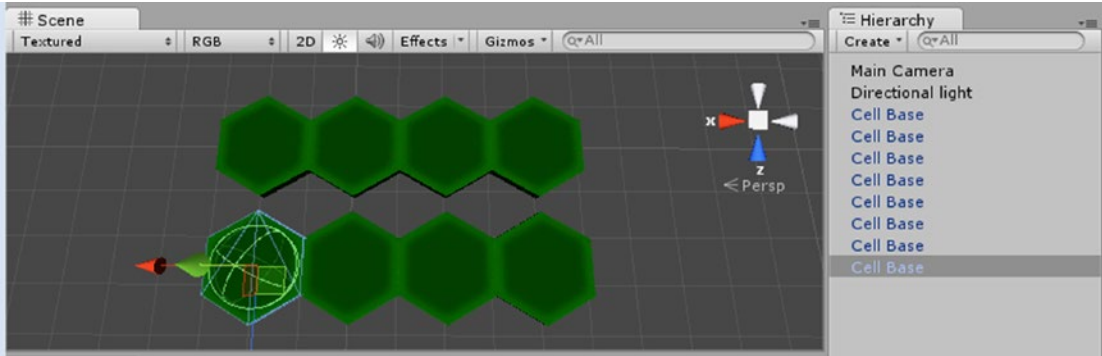 Scene
Textured RGB 2D Effects Gizmos All
x
z
Persp
Hierarchy
Create All
Main Camera
Directional light
Cell Base
Cell Base
Cell Base
Cell Base
Cell Base
Cell Base
Cell Base
Cell Base